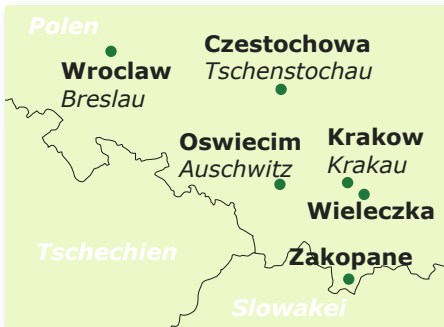 Polen
Wroclaw
Breslau
Czestochowa
Tschenstochau
Oswiecim
Auschwitz
Krakow
Krakau
Wieleczka
Tschechien
Zakopane
Slowakei